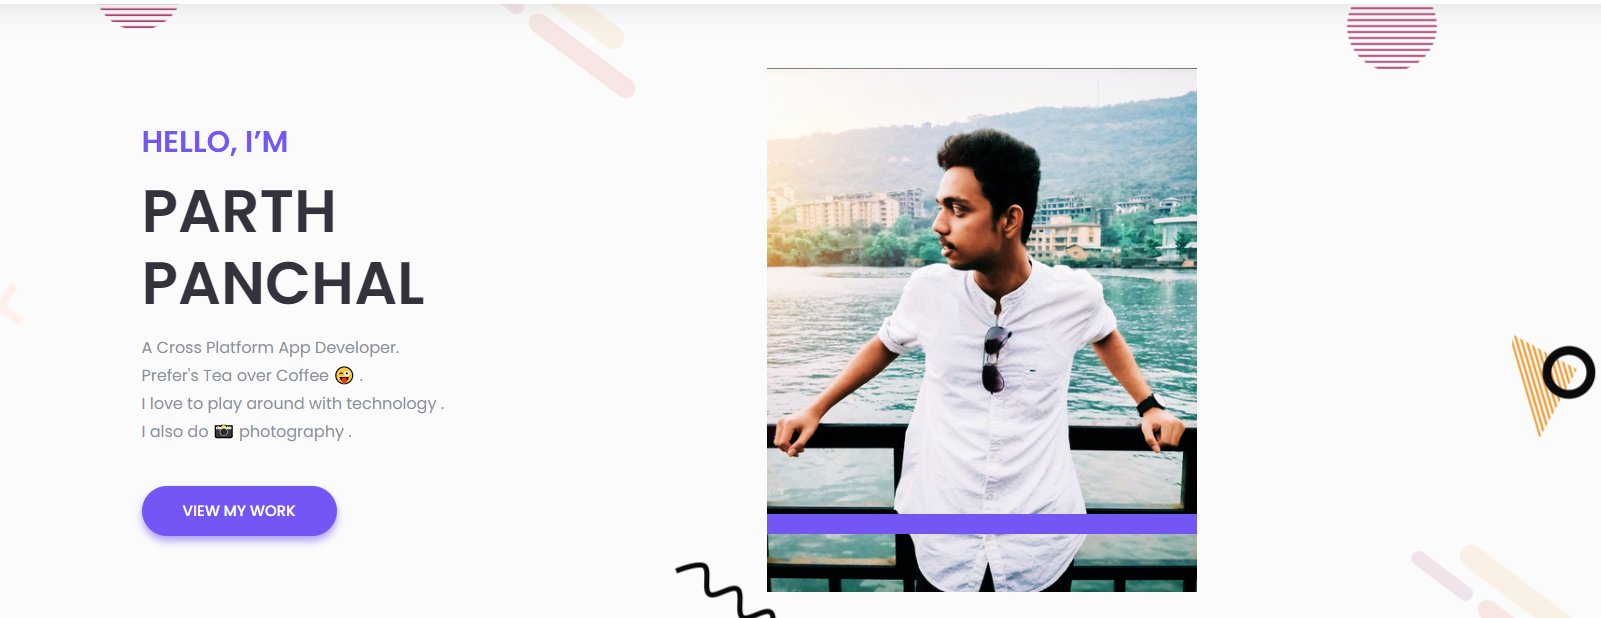 HELLO, I’M
PARTH
PANCHAL
A Cross Platform App Developer.
Prefer's Tea over Coffee 😜 .
I love to play around with technology .
I also do 📸 photography .
VIEW MY WORK